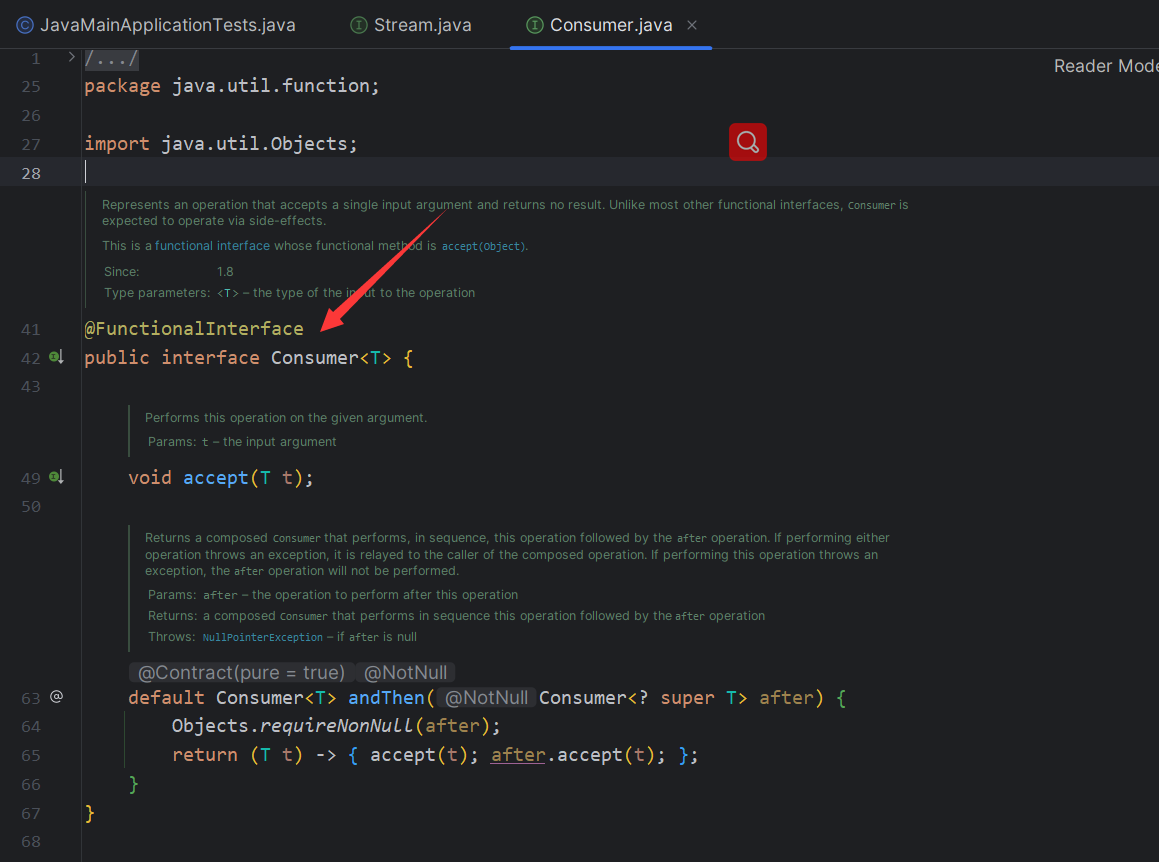 JavaMainApplicationTests.java Stream.java Consumer.java
1 /.../
Reader Mode
25 package java.util.function;
26
27 import java.util.Objects;
28
Represents an operation that accepts a single input argument and returns no result. Unlike most other functional interfaces, Consumer is
expected to operate via side-effects.
This is a functional interface whose functional method is accept(Object).
Since: 1.8
Type parameters: <T> – the type of the input to the operation
41 @FunctionalInterface
42 public interface Consumer<T> {
43
Performs this operation on the given argument.
Params: t – the input argument
49 void accept(T t);
50
Returns a composed Consumer that performs, in sequence, this operation followed by the after operation. If performing either
operation throws an exception, it is relayed to the caller of the composed operation. If performing this operation throws an
exception, the after operation will not be performed.
Params: after – the operation to perform after this operation
Returns: a composed Consumer that performs in sequence this operation followed by the after operation
Throws: NullPointerException – if after is null
@Contract(pure = true) @NotNull
63 @ default Consumer<T> andThen( @NotNull Consumer<? super T> after) {
64 Objects.requireNonNull(after);
65 return (T t) -> { accept(t); after.accept(t); };
66 }
67 }
68